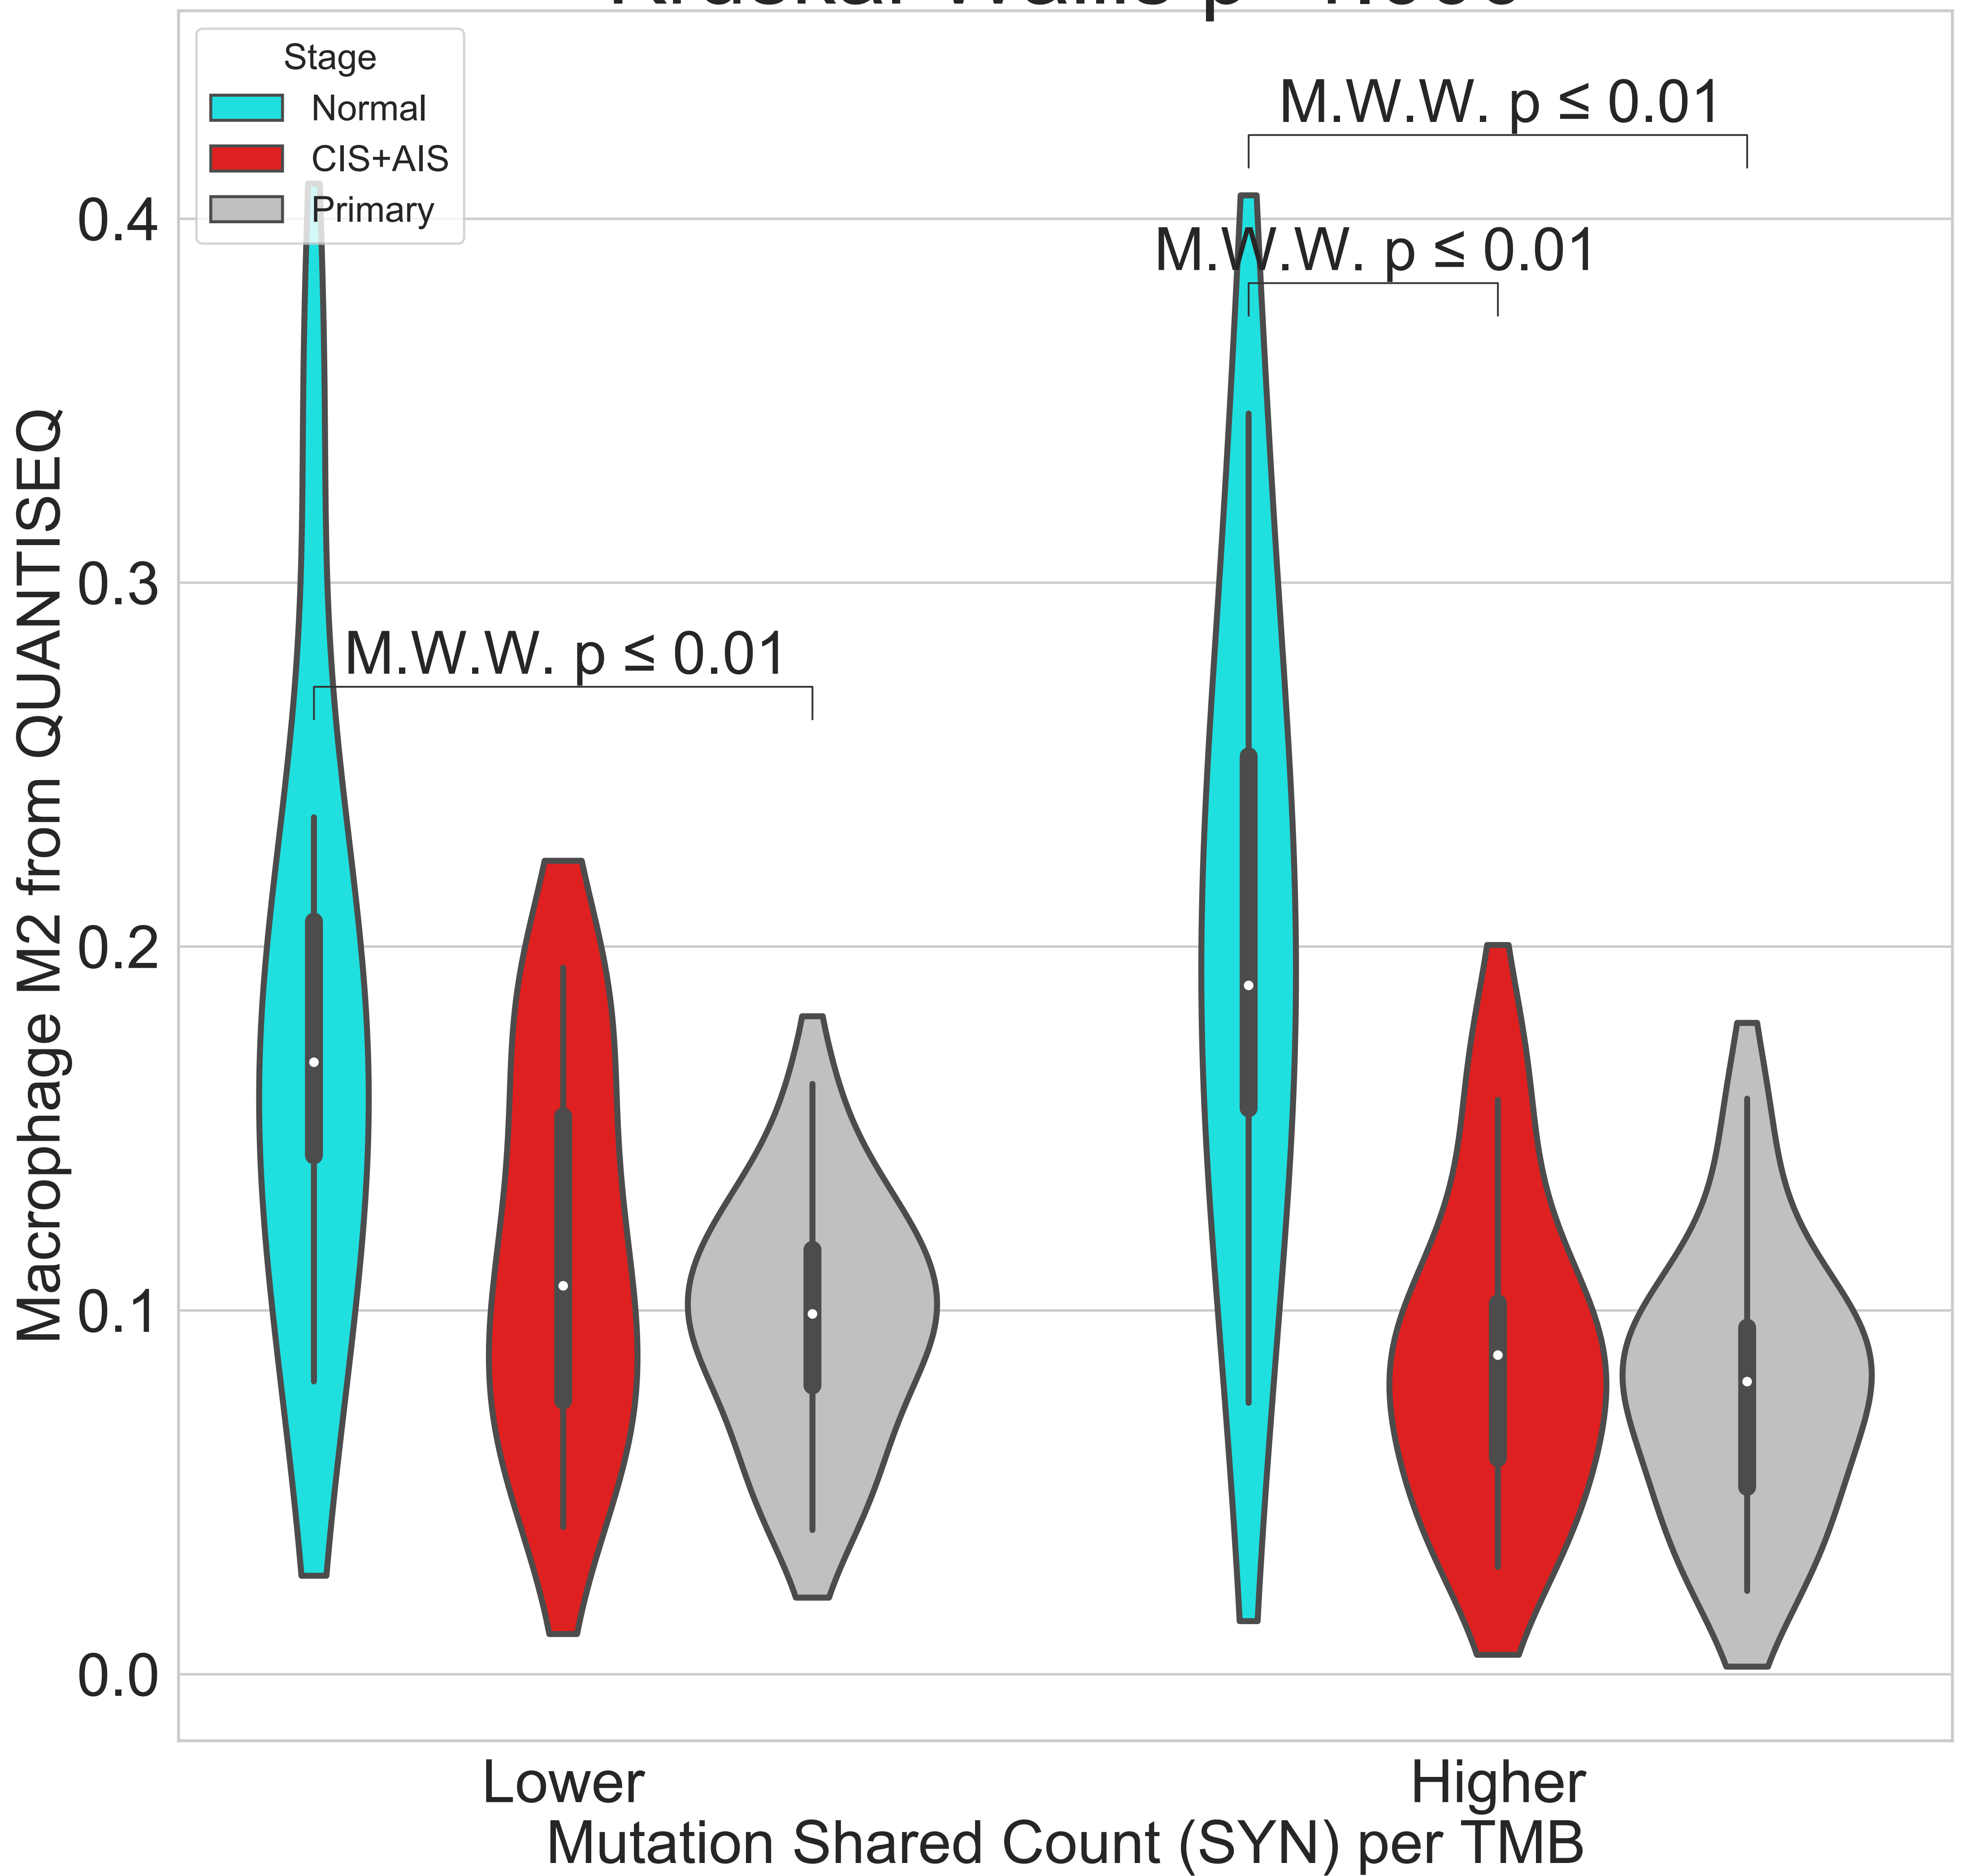 Stage
Normal
CIS+AIS
Primary
M.W.W. p ≤ 0.01
M.W.W. p ≤ 0.01
M.W.W. p ≤ 0.01
0.4
0.3
0.2
0.1
0.0
Macrophage M2 from QUANTISEQ
Lower
Higher
Mutation Shared Count (SYN) per TMB